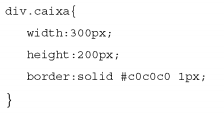 div.caixa{
width:300px;
height:200px;
border:solid #c0c0c0 1px;
}